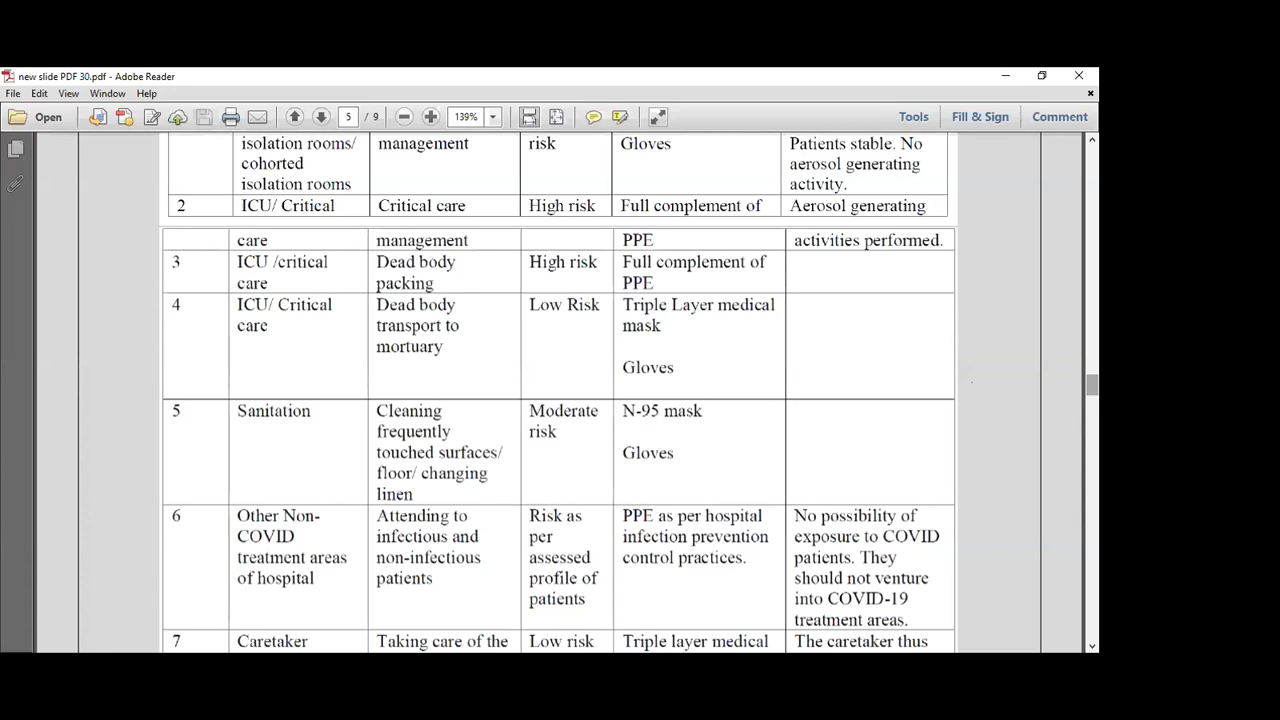 new slide PDF 30.pdf - Adobe Reader
File Edit View Window Help
Open 5 / 9 139% Tools Fill & Sign Comment
isolation rooms/ management risk Gloves Patients stable. No
cohorted aerosol generating
isolation rooms activity.
2 ICU/ Critical Critical care High risk Full complement of Aerosol generating
care management PPE activities performed.
3 ICU /critical Dead body High risk Full complement of
care packing PPE
4 ICU/ Critical Dead body Low Risk Triple Layer medical
care transport to mask
mortuary
Gloves
5 Sanitation Cleaning Moderate N-95 mask
frequently risk
touched surfaces/ Gloves
floor/ changing
linen
6 Other Non- Attending to Risk as PPE as per hospital No possibility of
COVID infectious and per infection prevention exposure to COVID
treatment areas non-infectious assessed control practices. patients. They
of hospital patients profile of should not venture
patients into COVID-19
treatment areas.
7 Caretaker Taking care of the Low risk Triple layer medical The caretaker thus